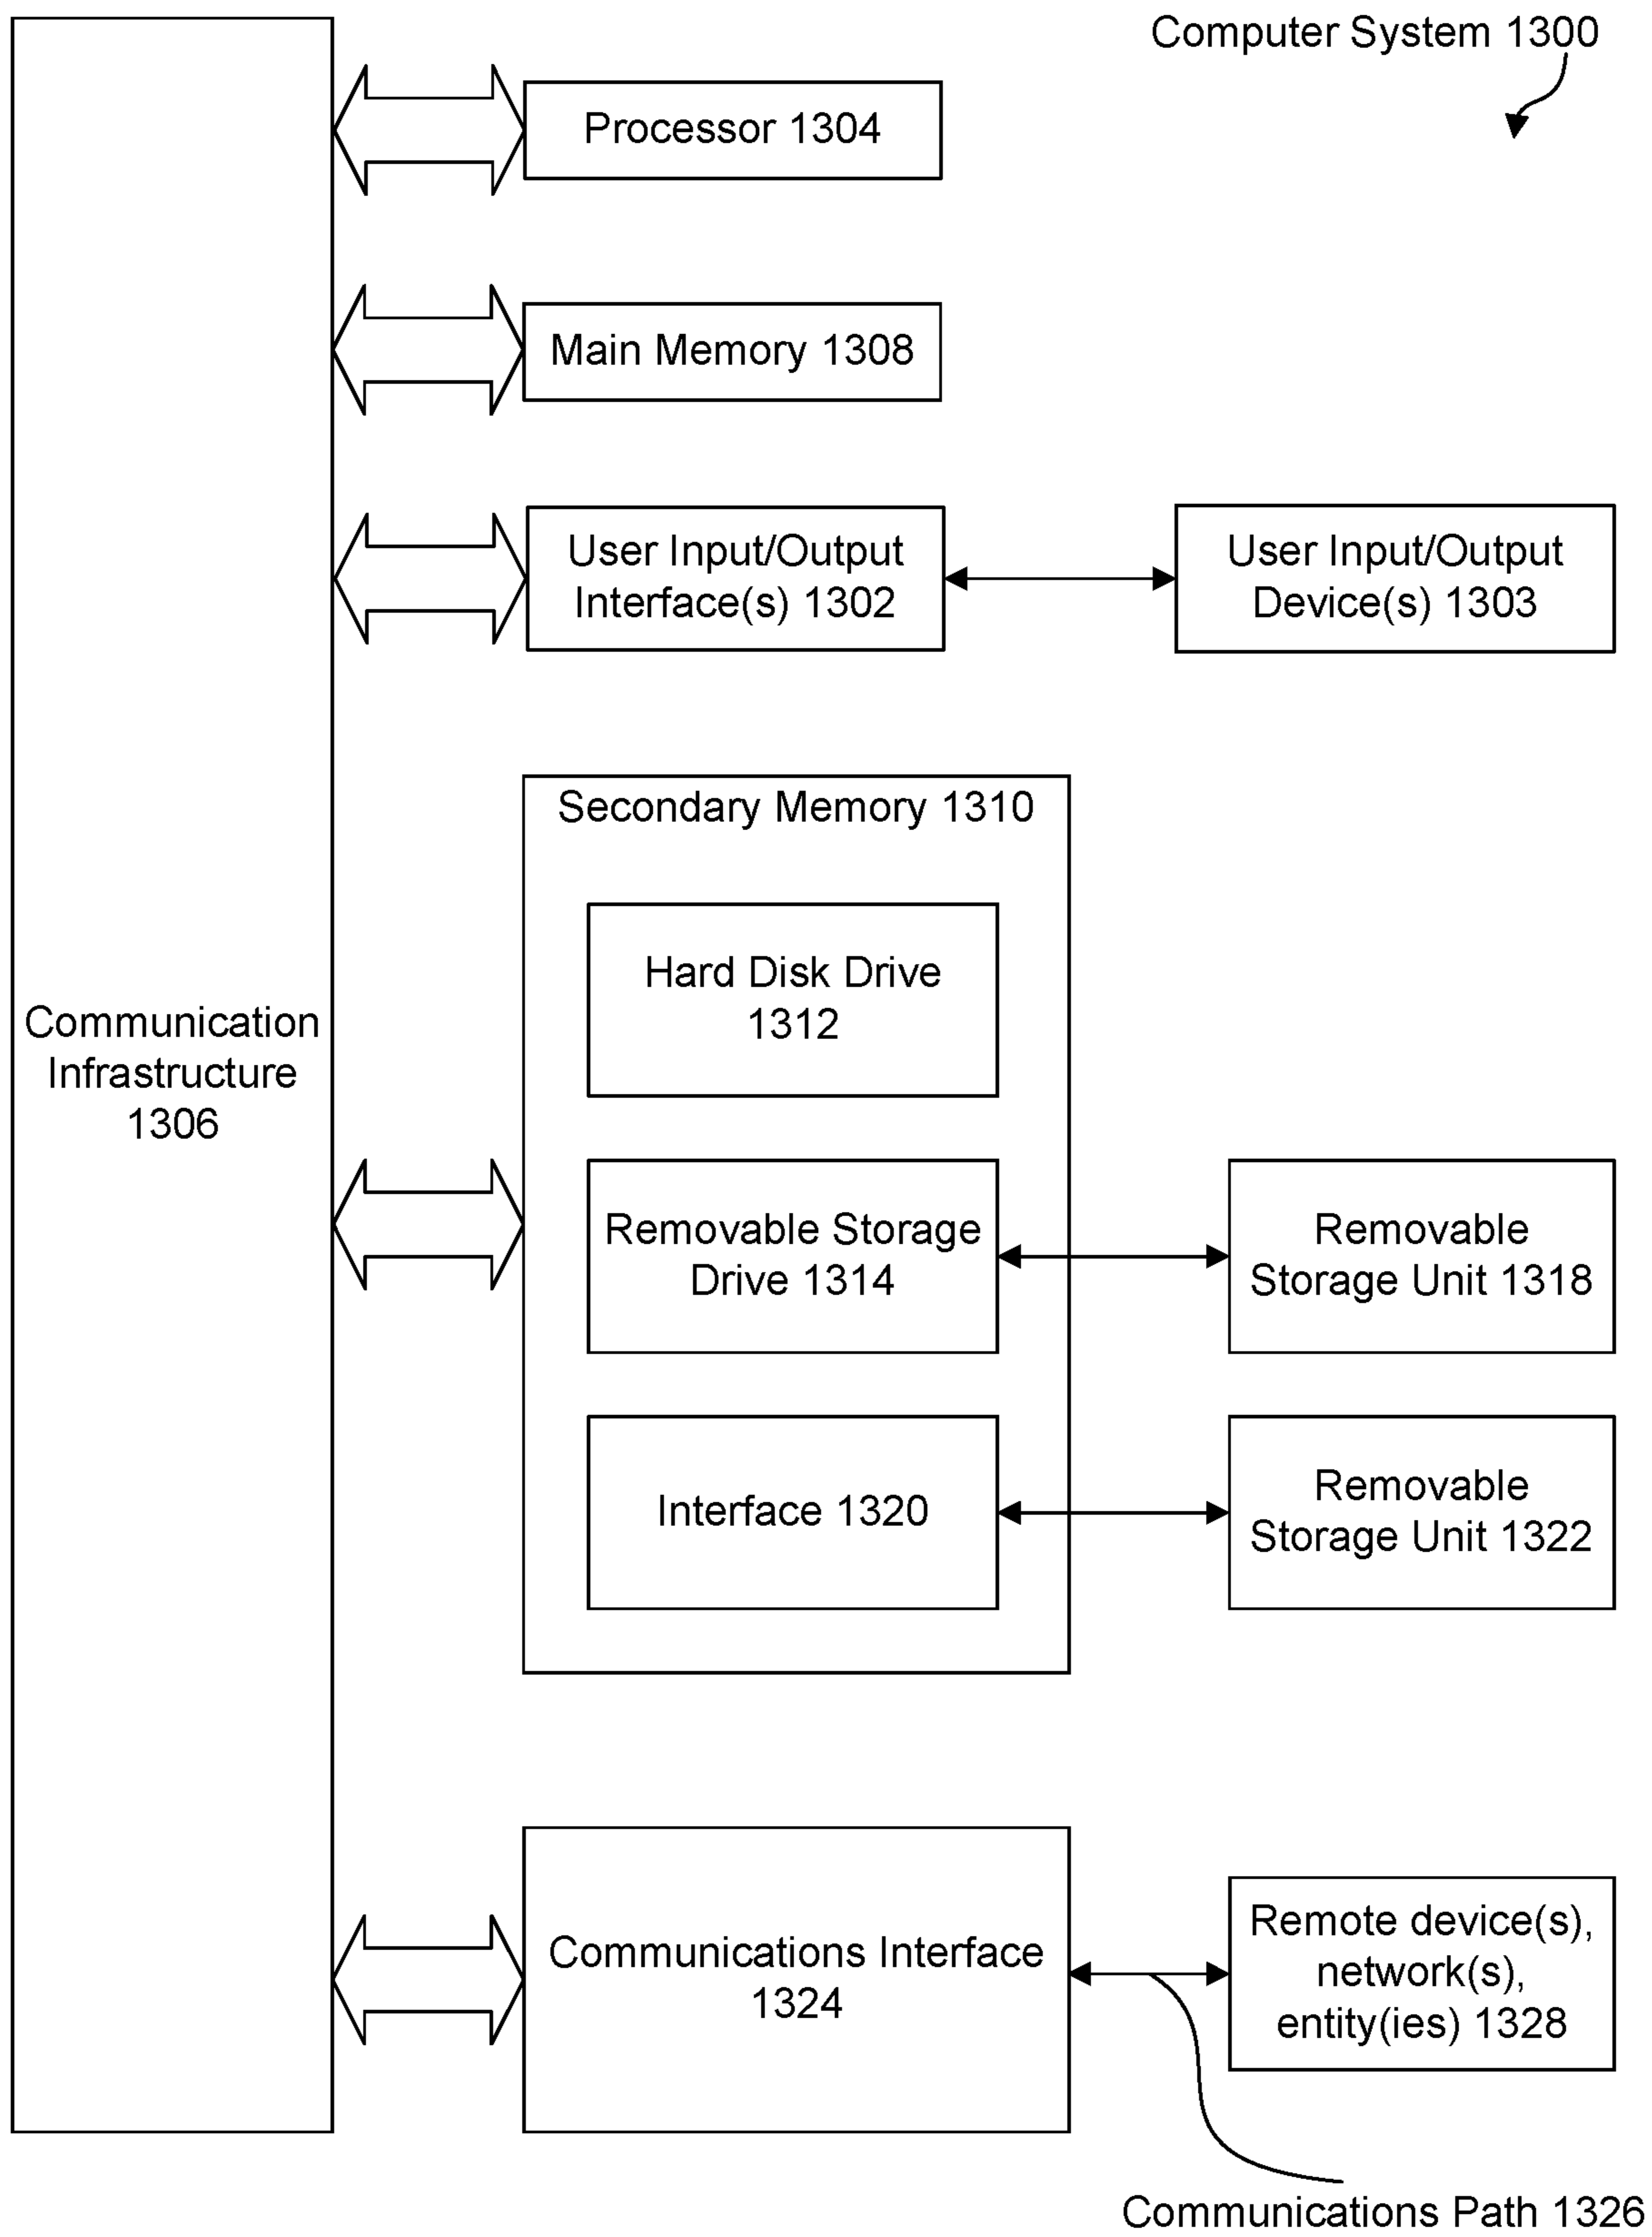 Computer System 1300
Processor 1304
Main Memory 1308
User Input/Output
Interface(s) 1302
User Input/Output
Device(s) 1303
Secondary Memory 1310
Hard Disk Drive
1312
Communication
Infrastructure
1306
Removable Storage
Drive 1314
Removable
Storage Unit 1318
Interface 1320
Removable
Storage Unit 1322
Communications Interface
1324
Remote device(s),
network(s),
entity(ies) 1328
Communications Path 1326